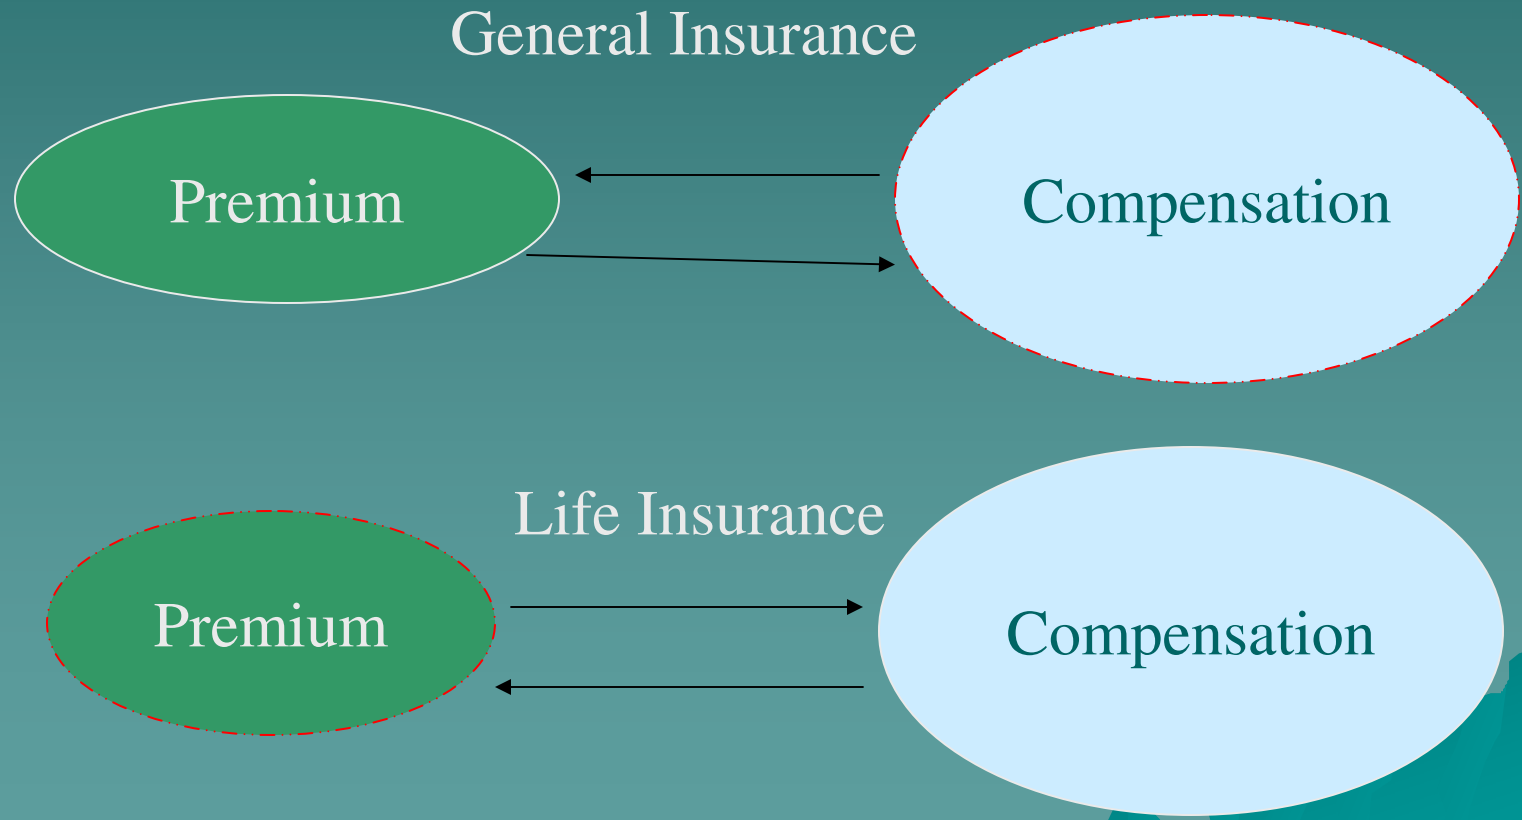 General Insurance
Premium
Compensation
Life Insurance
Premium
Compensation